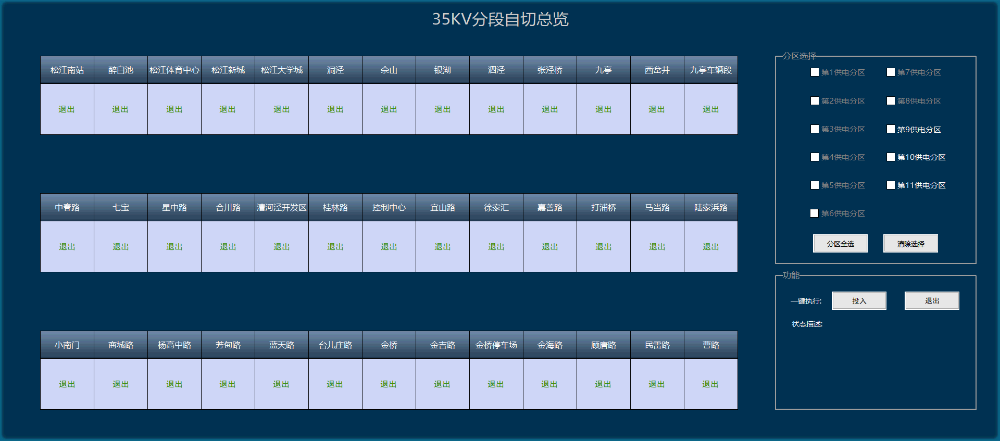 35KV分段自切总览
松江南站 醉白池 松江体育中心 松江新城 松江大学城 洞泾 佘山 银湖 泗泾 张泾桥 九亭 西岔井 九亭车辆段
退出 退出 退出 退出 退出 退出 退出 退出 退出 退出 退出 退出 退出
中春路 七宝 星中路 合川路 漕河泾开发区 桂林路 控制中心 宜山路 徐家汇 嘉善路 打浦桥 马当路 陆家浜路
退出 退出 退出 退出 退出 退出 退出 退出 退出 退出 退出 退出 退出
小南门 商城路 杨高中路 芳甸路 蓝天路 台儿庄路 金桥 金吉路 金桥停车场 金海路 顾唐路 民雷路 曹路
退出 退出 退出 退出 退出 退出 退出 退出 退出 退出 退出 退出 退出
分区选择
第1供电分区 第7供电分区
第2供电分区 第8供电分区
第3供电分区 第9供电分区
第4供电分区 第10供电分区
第5供电分区 第11供电分区
第6供电分区
分区全选 清除选择
功能
一键执行: 投入 退出
状态描述: